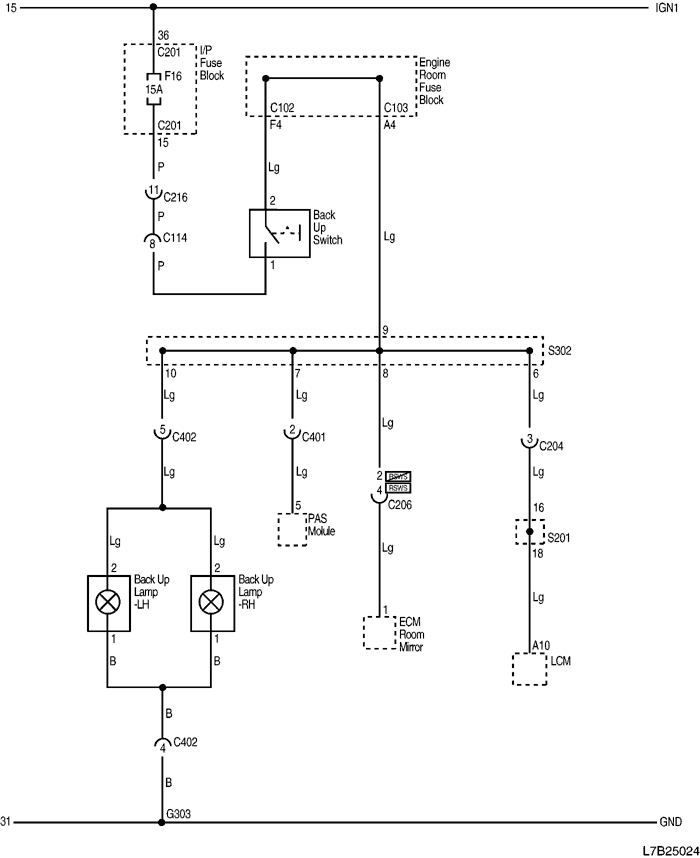 15
IGN1
36
C201
I/P
Fuse
Block
F16
15A
C201
15
P
11
C216
P
8
C114
P
Engine
Room
Fuse
Block
C102
C103
F4
A4
Lg
2
Back
Up
Switch
1
Lg
9
S302
10
7
8
6
Lg
Lg
Lg
Lg
5
C402
2
C401
3
C204
Lg
Lg
2
RSWS
4
RSWS
C206
Lg
5
PAS
Molule
16
S201
18
Lg
Lg
Lg
Lg
2
Back Up
Lamp
-LH
2
Back Up
Lamp
-RH
1
ECM
Room
Mirror
A10
LCM
1
1
B
B
B
4
C402
B
G303
31
GND
L7B25024